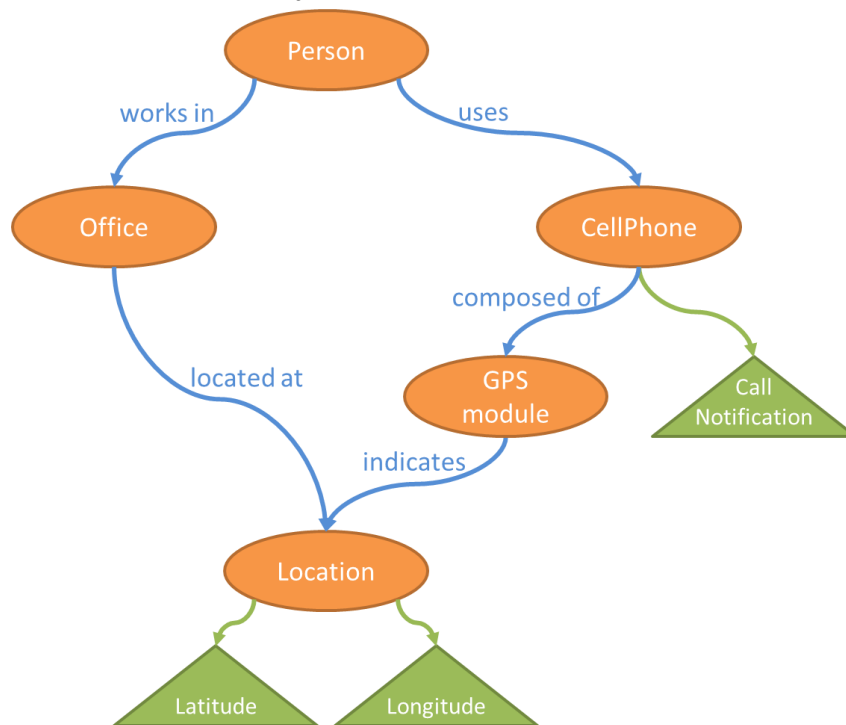 Person
works in
uses
Office
CellPhone
composed of
located at
GPS
module
Call
Notification
indicates
Location
Latitude
Longitude